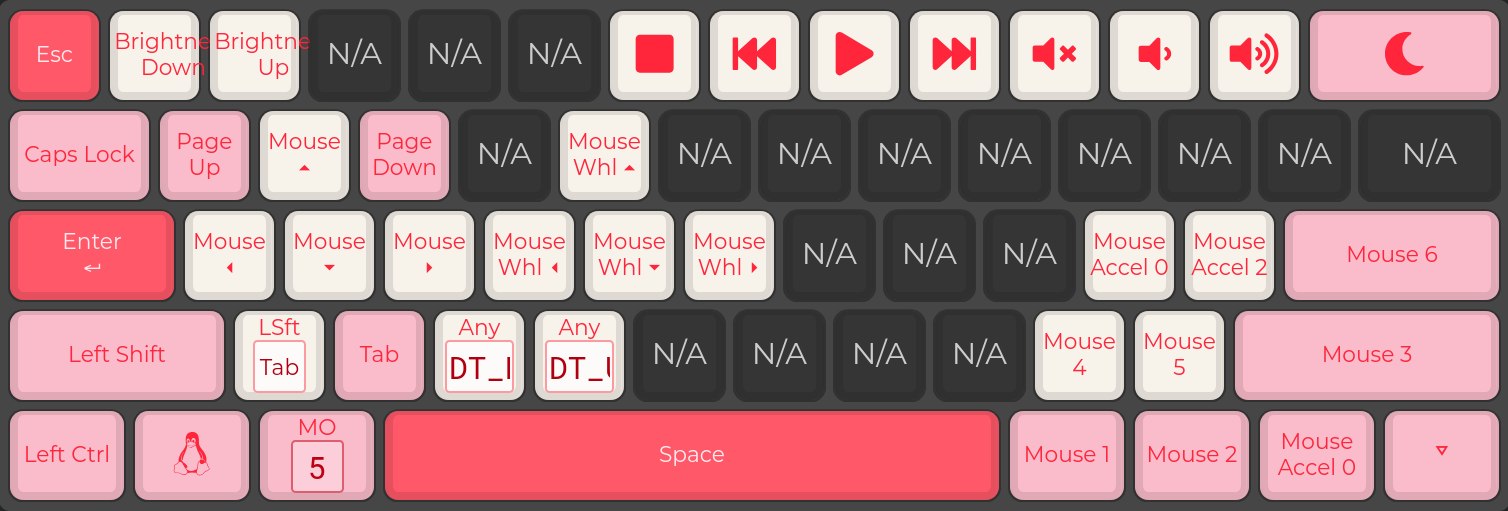 Esc
Brightne
Down
Brightne
Up
N/A
N/A
N/A
Caps Lock
Page
Up
Mouse
Page
Down
N/A
Mouse
Whl
N/A
N/A
N/A
N/A
N/A
N/A
N/A
N/A
Enter
Mouse
Mouse
Mouse
Mouse
Whl
Mouse
Whl
Mouse
Whl
N/A
N/A
N/A
Mouse
Accel 0
Mouse
Accel 2
Mouse 6
Left Shift
LSft
Tab
Tab
Any
DT_
Any
DT_
N/A
N/A
N/A
N/A
Mouse
4
Mouse
5
Mouse 3
Left Ctrl
MO
5
Space
Mouse 1
Mouse 2
Mouse
Accel 0